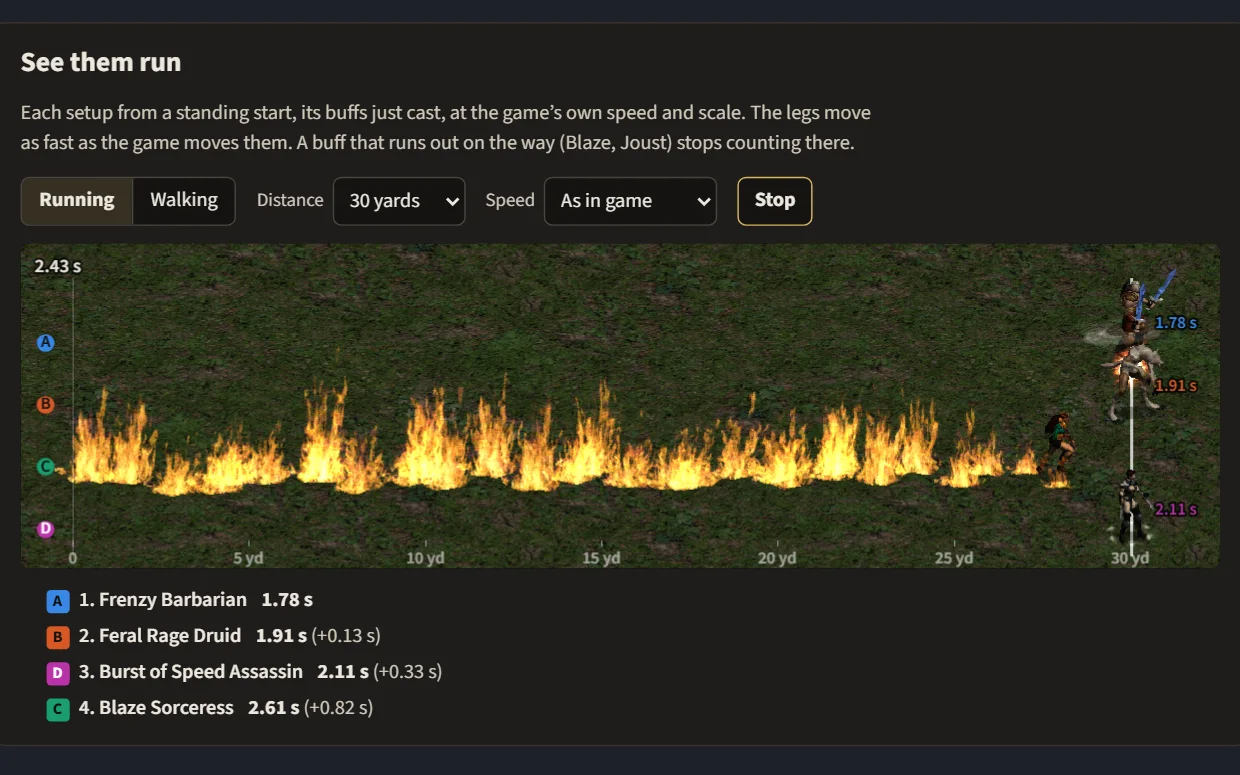 See them run
Each setup from a standing start, its buffs just cast, at the game’s own speed and scale. The legs move
as fast as the game moves them. A buff that runs out on the way (Blaze, Joust) stops counting there.
Running Walking Distance 30 yards Speed As in game Stop
2.43 s
1.78 s
A
1.91 s
B
C
2.11 s
D
0 5 yd 10 yd 15 yd 20 yd 25 yd 30 yd
A 1. Frenzy Barbarian 1.78 s
B 2. Feral Rage Druid 1.91 s (+0.13 s)
D 3. Burst of Speed Assassin 2.11 s (+0.33 s)
C 4. Blaze Sorceress 2.61 s (+0.82 s)